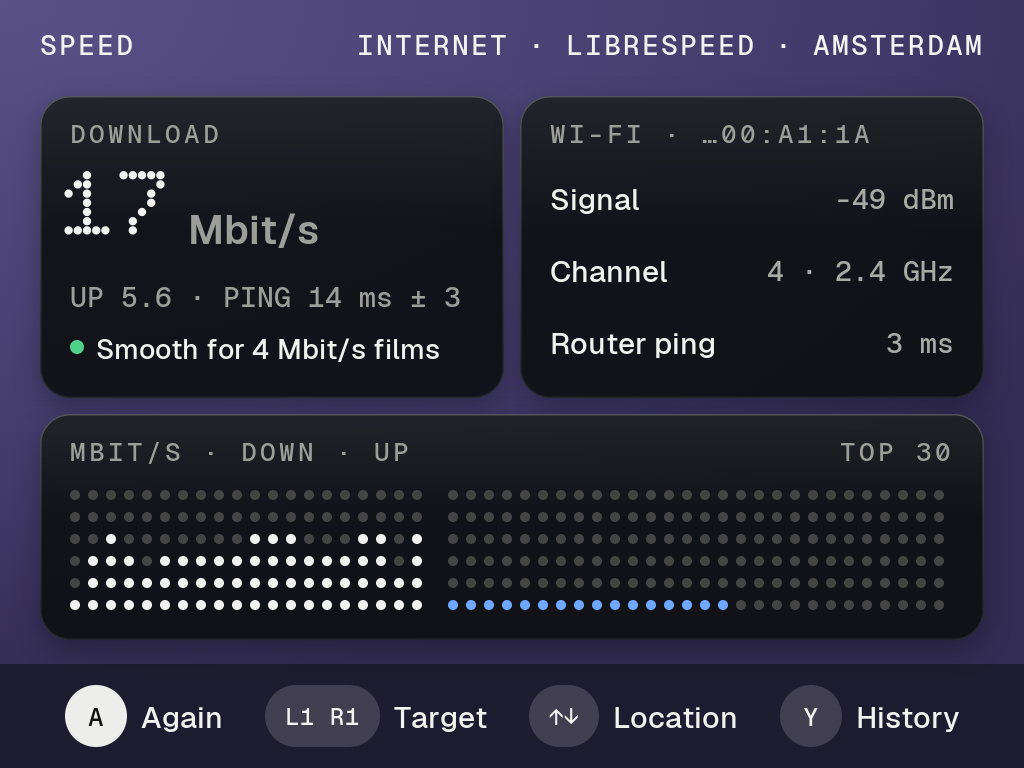 SPEED
INTERNET · LIBRESPEED · AMSTERDAM
DOWNLOAD
17 Mbit/s
UP 5.6 · PING 14 ms ± 3
Smooth for 4 Mbit/s films
WI-FI · …00:A1:1A
Signal -49 dBm
Channel 4 · 2.4 GHz
Router ping 3 ms
MBIT/S · DOWN · UP
TOP 30
A Again
L1 R1 Target
↑↓ Location
Y History